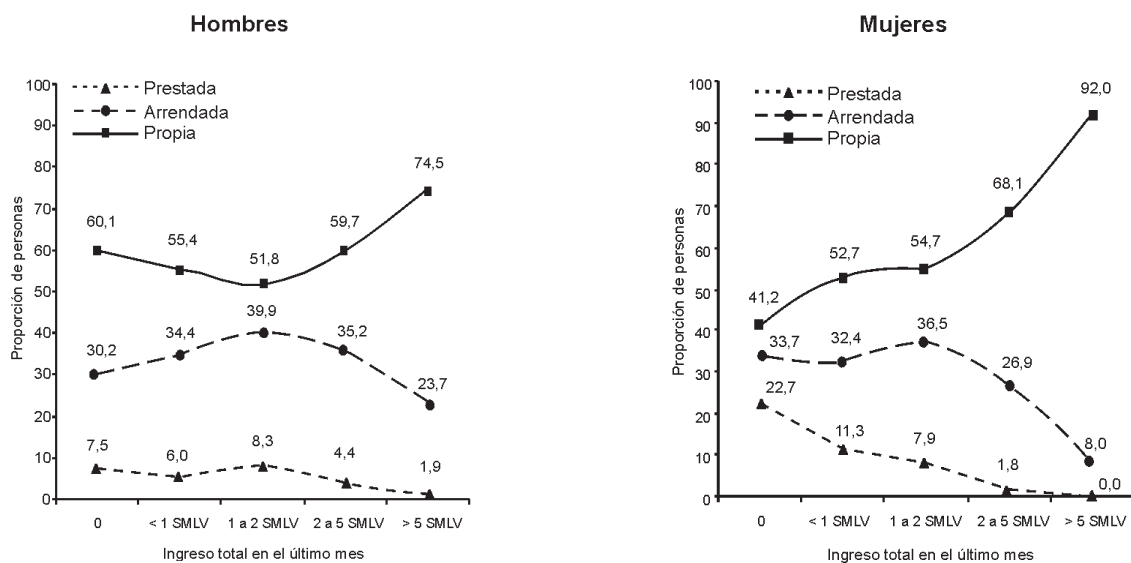 Hombres
Prestada
Arrendada
Propia
Proporción de personas
100
90
80
70
60
50
40
30
20
10
0
60,1
55,4
51,8
59,7
74,5
30,2
34,4
39,9
35,2
23,7
7,5
6,0
8,3
4,4
1,9
0
< 1 SMLV
1 a 2 SMLV
2 a 5 SMLV
> 5 SMLV
Ingreso total en el último mes
Mujeres
Prestada
Arrendada
Propia
Proporción de personas
100
90
80
70
60
50
40
30
20
10
0
41,2
52,7
54,7
68,1
92,0
33,7
32,4
36,5
26,9
8,0
22,7
11,3
7,9
1,8
0,0
0
< 1 SMLV
1 a 2 SMLV
2 a 5 SMLV
> 5 SMLV
Ingreso total en el último mes